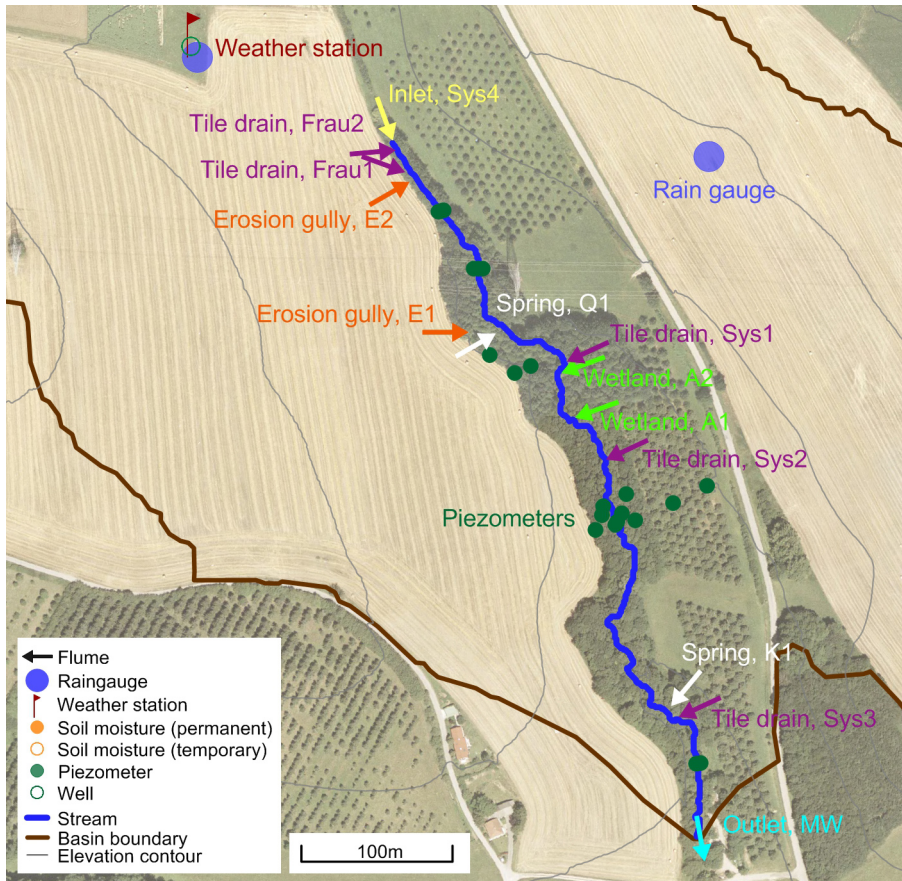 Weather station
Inlet, Sys4
Tile drain, Frau2
Tile drain, Frau1
Rain gauge
Erosion gully, E2
Spring, Q1
Erosion gully, E1
Tile drain, Sys1
Wetland, A2
Wetland, A1
Tile drain, Sys2
Piezometers
Spring, K1
Tile drain, Sys3
Outlet, MW
Flume
Raingauge
Weather station
Soil moisture (permanent)
Soil moisture (temporary)
Piezometer
Well
Stream
Basin boundary
Elevation contour
100m